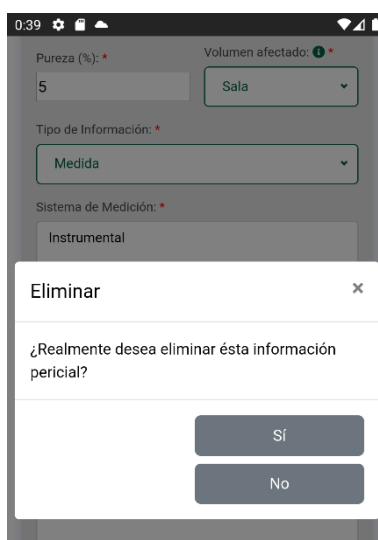 0:39
Pureza (%): * Volumen afectado: *
5 Sala
Tipo de Información: *
Medida
Sistema de Medición: *
Instrumental
Eliminar ×
¿Realmente desea eliminar ésta información
pericial?
Sí
No